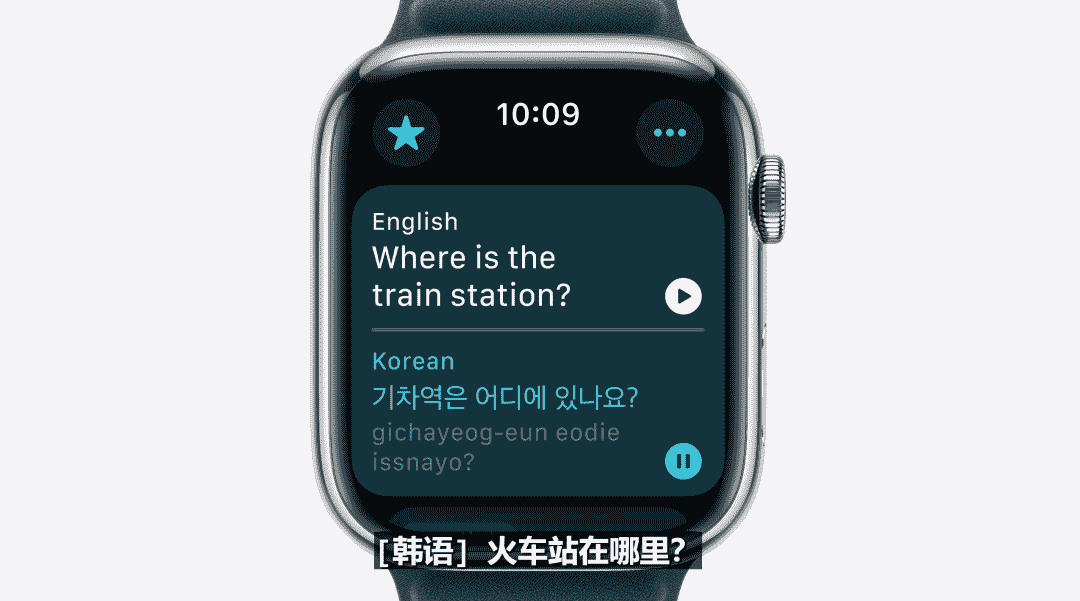 10:09
English
Where is the
train station?
Korean
기차역은 어디에 있나요?
gichayeog-eun eodie
issnayo?
[韩语] 火车站在哪里?